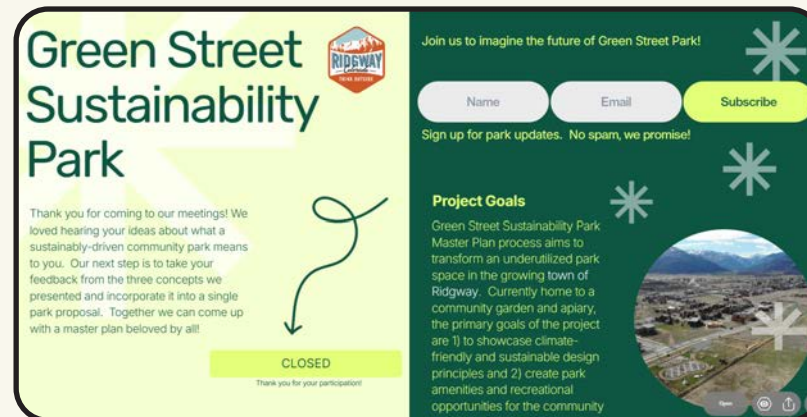 Green Street
Sustainability
Park
RIDGWAY
Colorado
THINK OUTSIDE
Thank you for coming to our meetings! We
loved hearing your ideas about what a
sustainably-driven community park means
to you. Our next step is to take your
feedback from the three concepts we
presented and incorporate it into a single
park proposal. Together we can come up
with a master plan beloved by all!
CLOSED
Thank you for your participation!
Join us to imagine the future of Green Street Park!
Name
Email
Subscribe
Sign up for park updates. No spam, we promise!
Project Goals
Green Street Sustainability Park
Master Plan process aims to
transform an underutilized park
space in the growing town of
Ridgway. Currently home to a
community garden and apiary,
the primary goals of the project
are 1) to showcase climate-
friendly and sustainable design
principles and 2) create park
amenities and recreational
opportunities for the community
Open